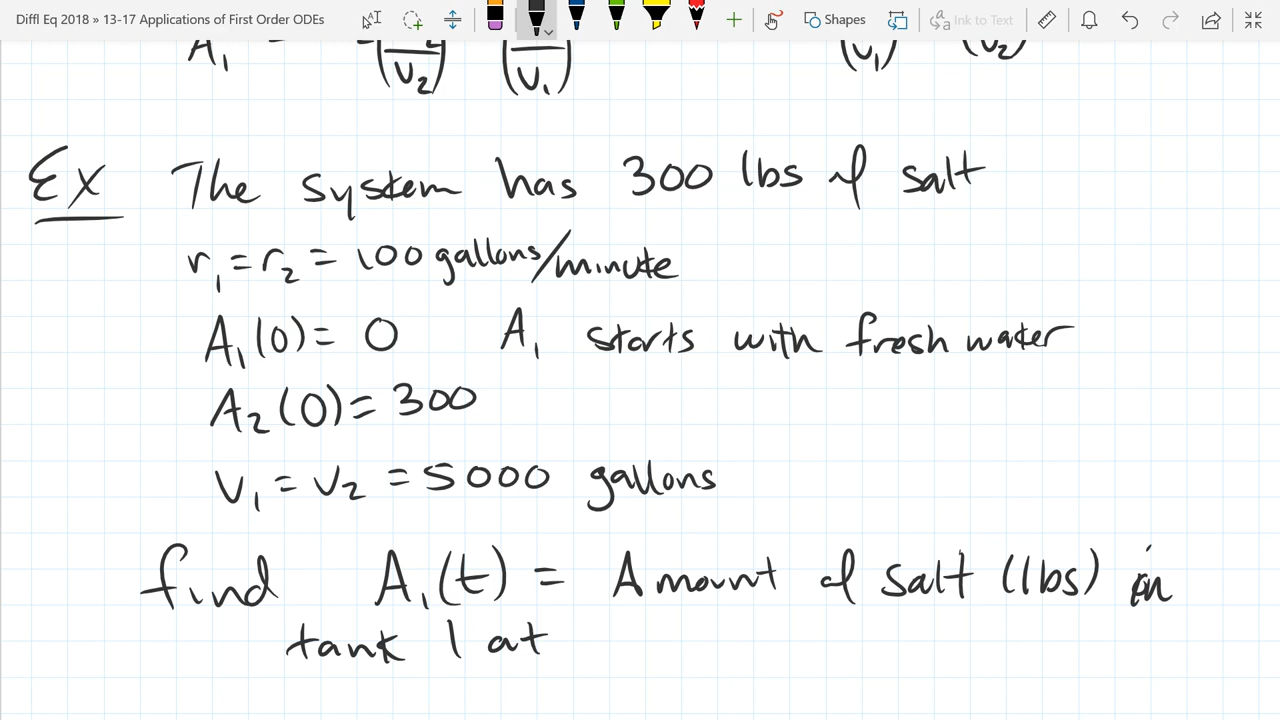 Diffl Eq 2018 » 13-17 Applications of First Order ODEs
Shapes
Ink to Text
A₁
(V₂) (V₁) (V₁) (V₂)
Ex The system has 300 lbs of salt
r₁ = r₂ = 100 gallons/minute
A₁(0) = 0 A₁ starts with fresh water
A₂(0) = 300
V₁ = V₂ = 5000 gallons
find A₁(t) = Amount of salt (lbs) in
tank 1 at